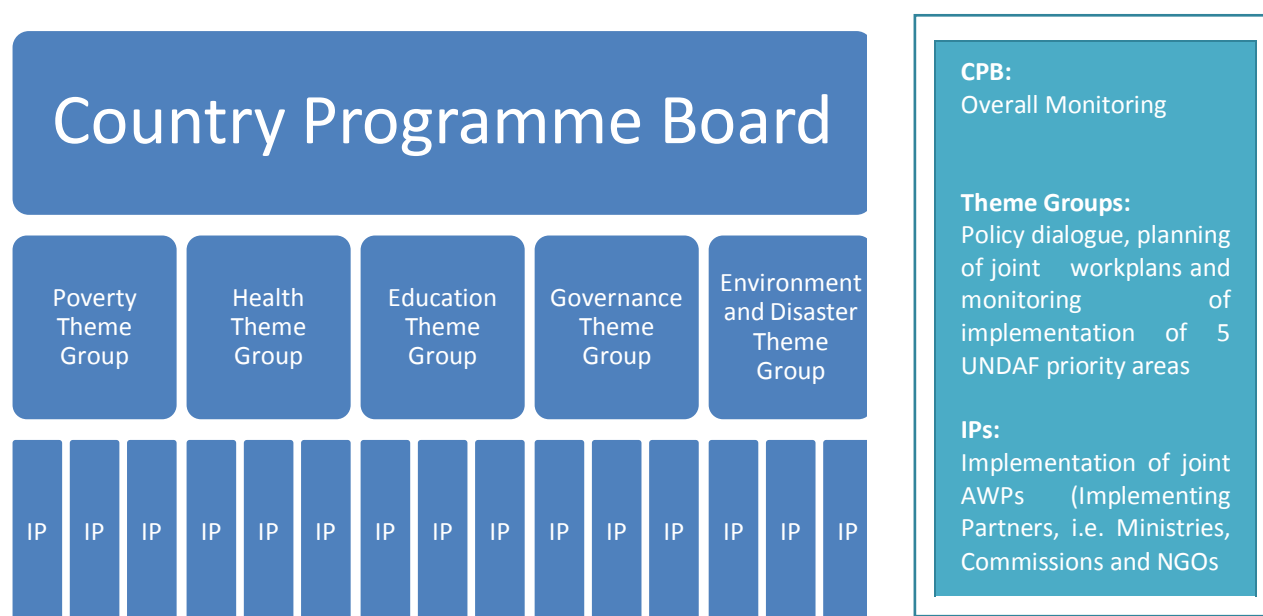 Country Programme Board
Poverty
Theme
Group
Health
Theme
Group
Education
Theme
Group
Governance
Theme
Group
Environment
and Disaster
Theme
Group
IP IP IP IP IP IP IP IP IP IP IP IP IP IP IP
CPB:
Overall Monitoring
Theme Groups:
Policy dialogue, planning
of joint workplans and
monitoring of
implementation of 5
UNDAF priority areas
IPs:
Implementation of joint
AWPs (Implementing
Partners, i.e. Ministries,
Commissions and NGOs